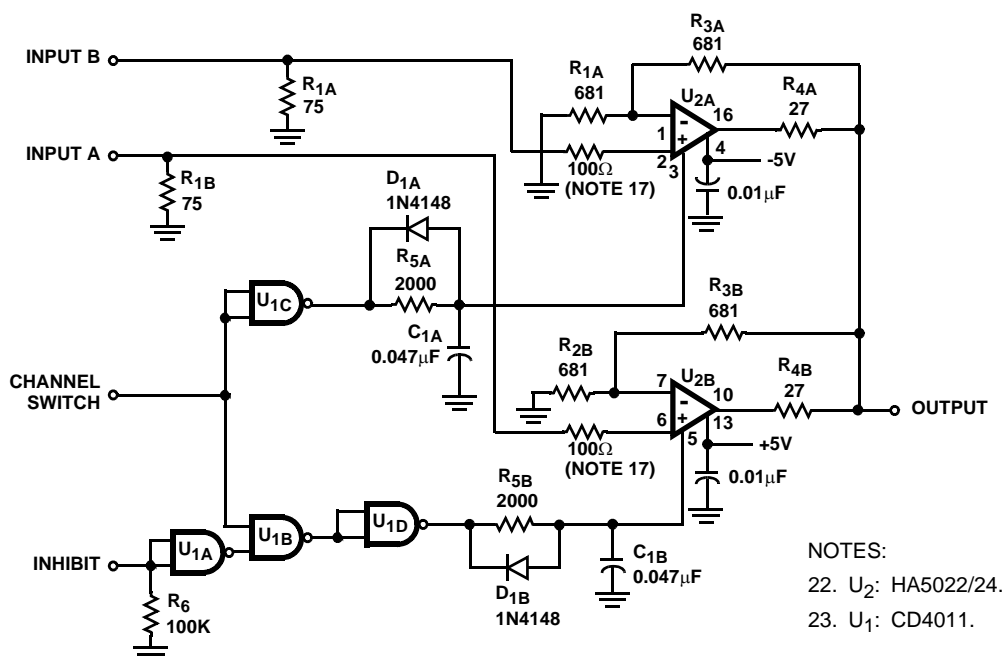 INPUT B
R1A
75
INPUT A
R1B
75
R3A
681
R1A
681
U2A
16
R4A
27
-
+
1
2
3
4
100Ω
(NOTE 17)
-5V
0.01µF
D1A
1N4148
R5A
2000
U1C
C1A
0.047µF
CHANNEL
SWITCH
R3B
681
R2B
681
U2B
7
10
R4B
27
-
+
6
5
13
OUTPUT
100Ω
(NOTE 17)
+5V
0.01µF
R5B
2000
U1D
U1B
U1A
INHIBIT
D1B
1N4148
C1B
0.047µF
R6
100K
NOTES:
22. U2: HA5022/24.
23. U1: CD4011.